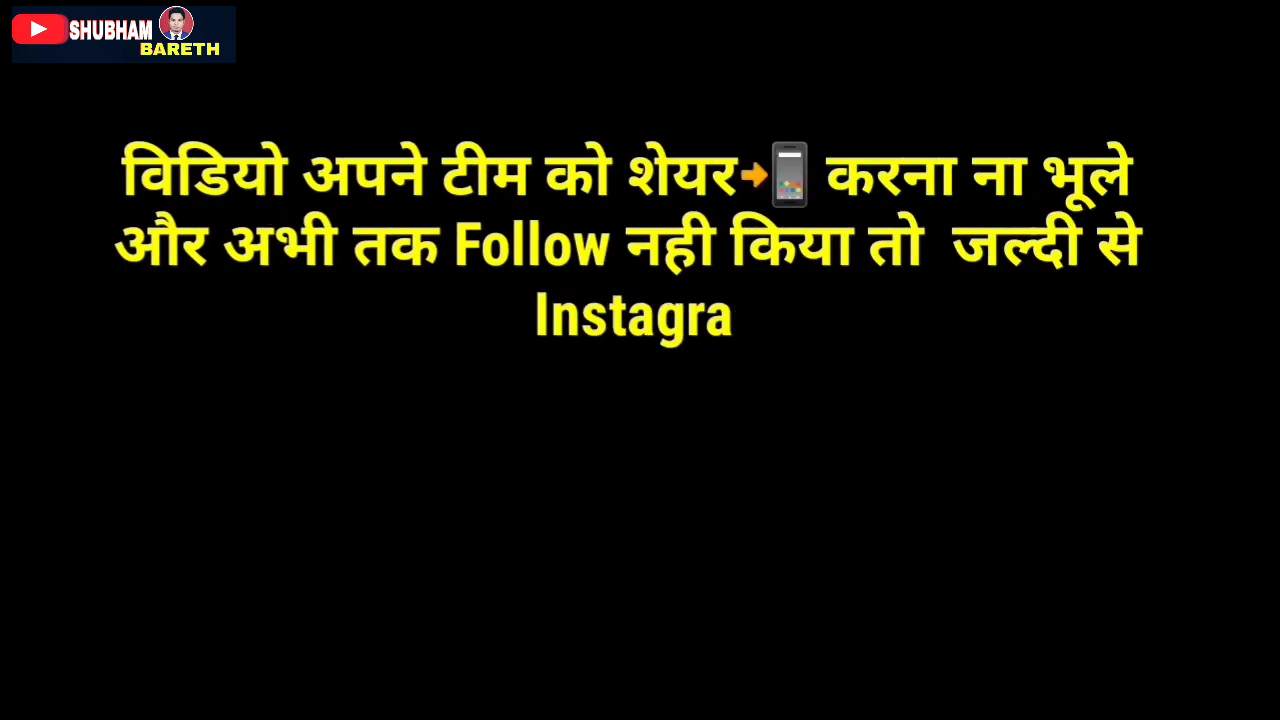 SHUBHAM
BARETH
विडियो अपने टीम को शेयर📲 करना ना भूले
और अभी तक Follow नही किया तो जल्दी से
Instagra